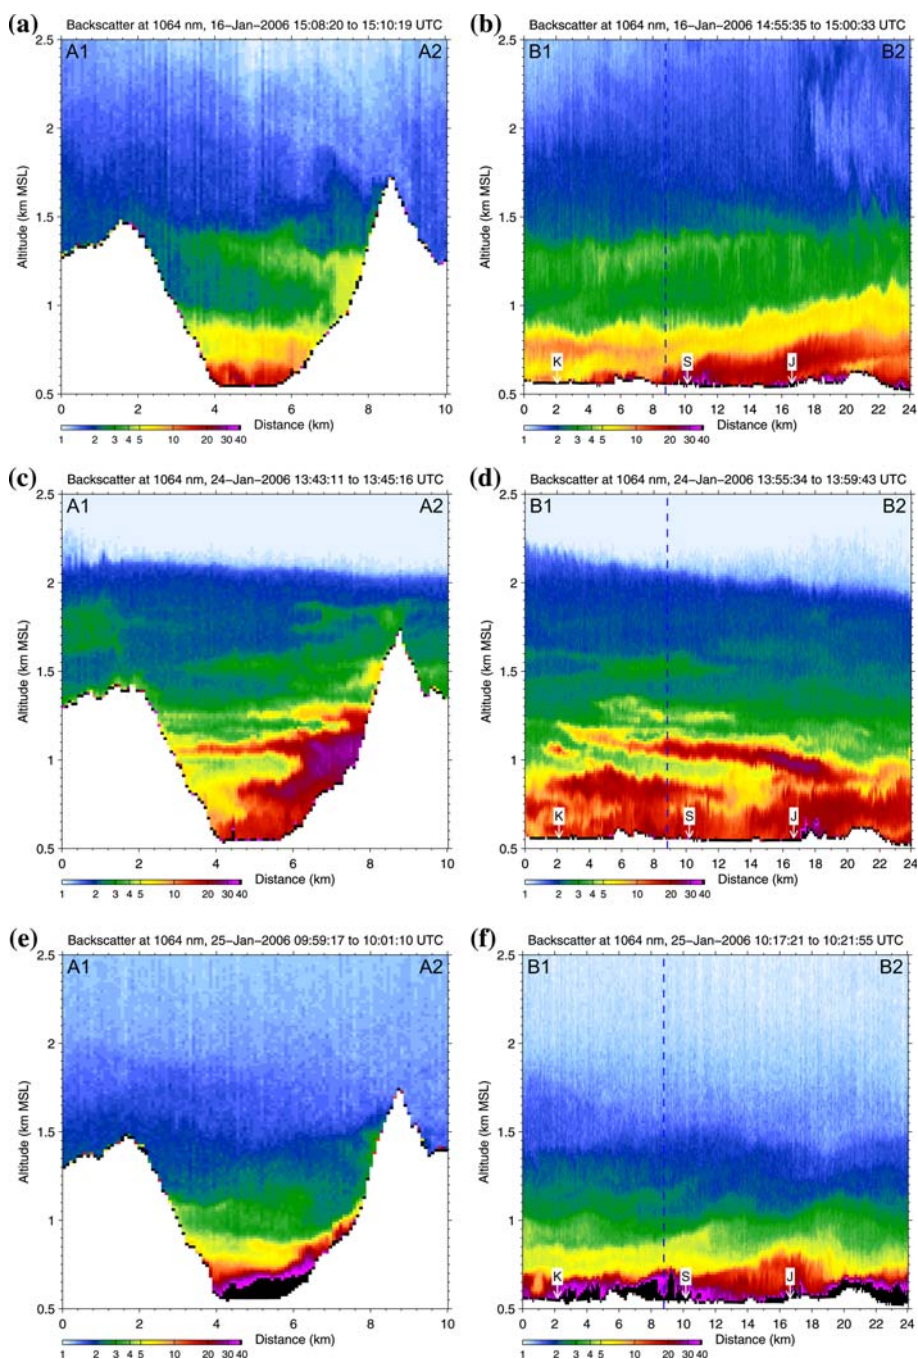 (a) Backscatter at 1064 nm, 16-Jan-2006 15:08:20 to 15:10:19 UTC
A1 A2
2.5
2
1.5
1
0.5
Altitude (km MSL)
0 2 4 6 8 10
Distance (km)
1 2 3 4 5 10 20 30 40
(b) Backscatter at 1064 nm, 16-Jan-2006 14:55:35 to 15:00:33 UTC
B1 B2
2.5
2
1.5
1
0.5
Altitude (km MSL)
K S J
0 2 4 6 8 10 12 14 16 18 20 22 24
Distance (km)
1 2 3 4 5 10 20 30 40
(c) Backscatter at 1064 nm, 24-Jan-2006 13:43:11 to 13:45:16 UTC
A1 A2
2.5
2
1.5
1
0.5
Altitude (km MSL)
0 2 4 6 8 10
Distance (km)
1 2 3 4 5 10 20 30 40
(d) Backscatter at 1064 nm, 24-Jan-2006 13:55:34 to 13:59:43 UTC
B1 B2
2.5
2
1.5
1
0.5
Altitude (km MSL)
K S J
0 2 4 6 8 10 12 14 16 18 20 22 24
Distance (km)
1 2 3 4 5 10 20 30 40
(e) Backscatter at 1064 nm, 25-Jan-2006 09:59:17 to 10:01:10 UTC
A1 A2
2.5
2
1.5
1
0.5
Altitude (km MSL)
0 2 4 6 8 10
Distance (km)
1 2 3 4 5 10 20 30 40
(f) Backscatter at 1064 nm, 25-Jan-2006 10:17:21 to 10:21:55 UTC
B1 B2
2.5
2
1.5
1
0.5
Altitude (km MSL)
K S J
0 2 4 6 8 10 12 14 16 18 20 22 24
Distance (km)
1 2 3 4 5 10 20 30 40